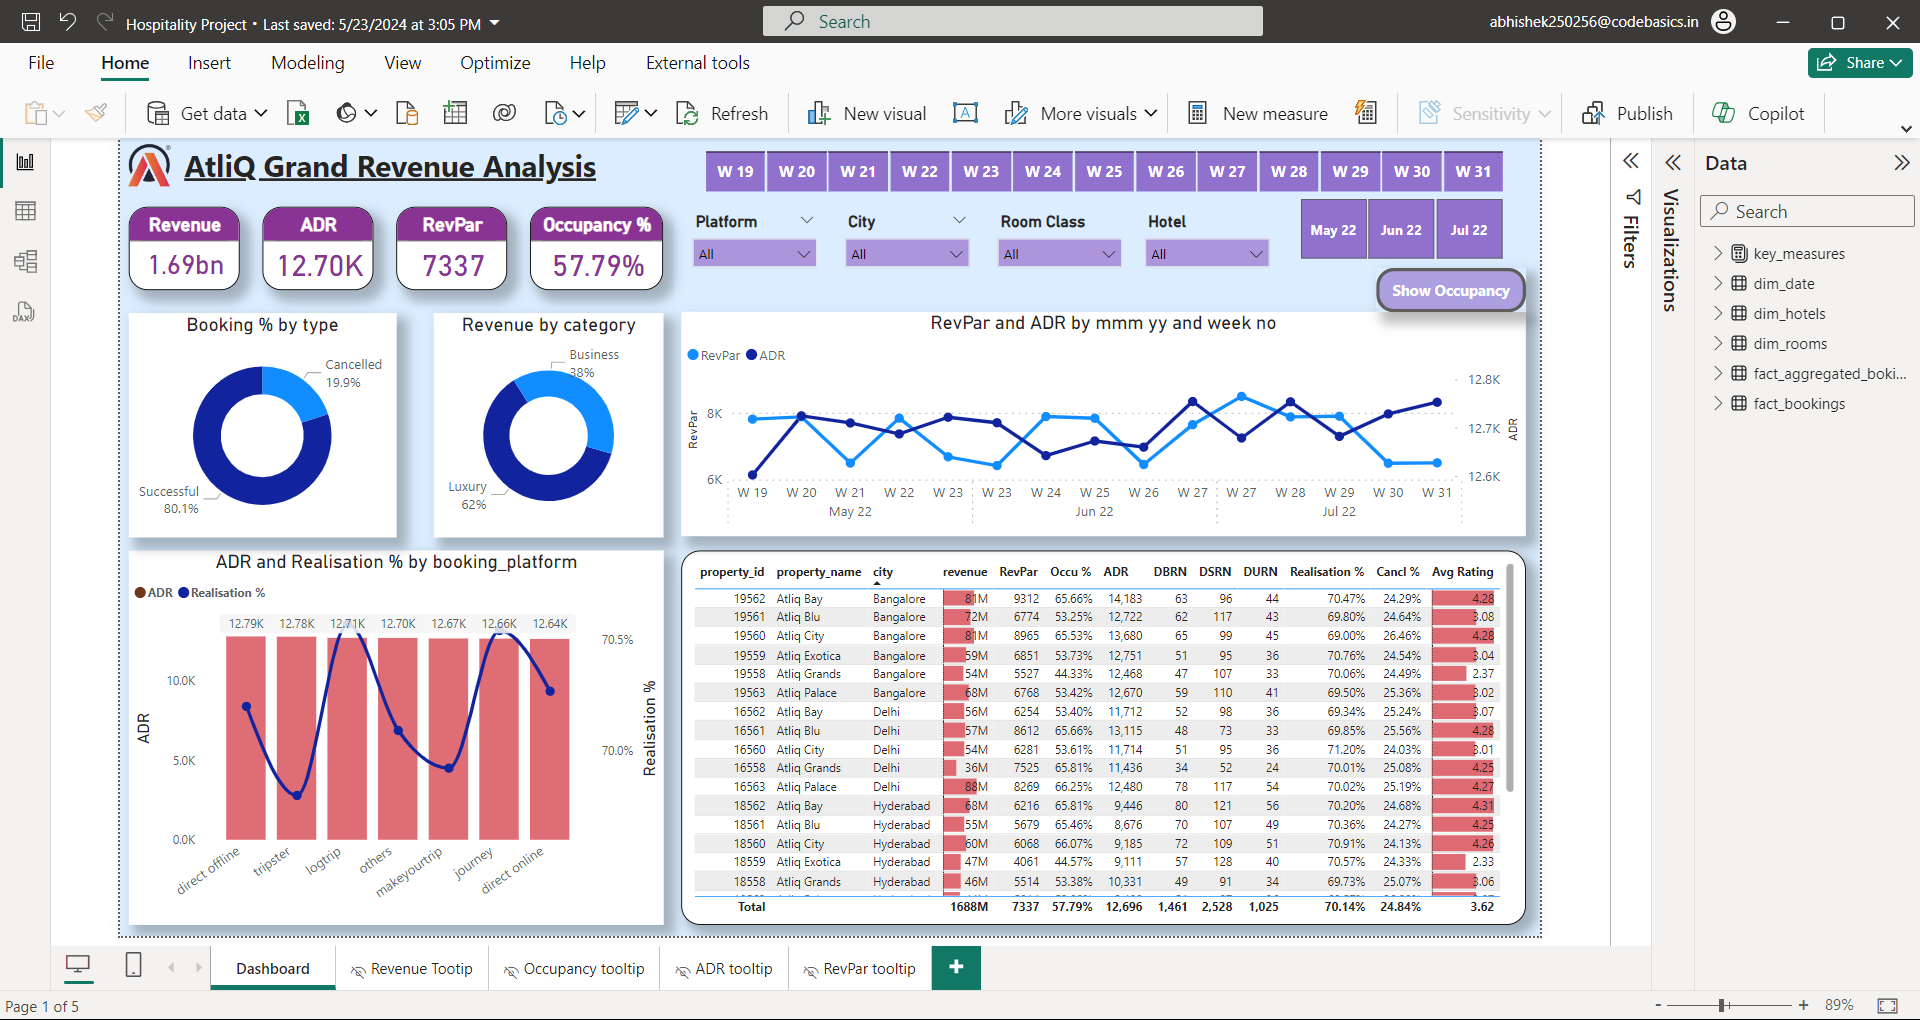 Hospitality Project • Last saved: 5/23/2024 at 3:05 PM
Search
abhishek250256@codebasics.in
File Home Insert Modeling View Optimize Help External tools
Share
Get data Refresh New visual More visuals New measure Sensitivity Publish Copilot
AtliQ Grand Revenue Analysis
W 19 W 20 W 21 W 22 W 23 W 24 W 25 W 26 W 27 W 28 W 29 W 30 W 31
Revenue
1.69bn
ADR
12.70K
RevPar
7337
Occupancy %
57.79%
Platform City Room Class Hotel
All All All All
May 22 Jun 22 Jul 22
Show Occupancy
Booking % by type
Cancelled
19.9%
Successful
80.1%
Revenue by category
Business
38%
Luxury
62%
RevPar and ADR by mmm yy and week no
RevPar ADR
RevPar
8K
6K
12.8K
12.7K
12.6K
ADR
W 19 W 20 W 21 W 22 W 23 W 23 W 24 W 25 W 26 W 27 W 27 W 28 W 29 W 30 W 31
May 22 Jun 22 Jul 22
ADR and Realisation % by booking_platform
ADR Realisation %
12.79K 12.78K 12.71K 12.70K 12.67K 12.66K 12.64K
ADR
10.0K
5.0K
0.0K
70.5%
70.0%
Realisation %
direct offline tripster logtrip others makeyourtrip journey direct online
property_id property_name city revenue RevPar Occu % ADR DBRN DSRN DURN Realisation % Cancl % Avg Rating
19562 Atliq Bay Bangalore 81M 9312 65.66% 14,183 63 96 44 70.47% 24.29% 4.28
19561 Atliq Blu Bangalore 72M 6774 53.25% 12,722 62 117 43 69.80% 24.64% 3.08
19560 Atliq City Bangalore 81M 8965 65.53% 13,680 65 99 45 69.00% 26.46% 4.28
19559 Atliq Exotica Bangalore 59M 6851 53.73% 12,751 51 95 36 70.76% 24.54% 3.04
19558 Atliq Grands Bangalore 54M 5527 44.33% 12,468 47 107 33 70.06% 24.49% 2.37
19563 Atliq Palace Bangalore 68M 6768 53.42% 12,670 59 110 41 69.50% 25.36% 3.02
16562 Atliq Bay Delhi 56M 6254 53.40% 11,712 52 98 36 69.34% 25.24% 3.07
16561 Atliq Blu Delhi 57M 8612 65.66% 13,115 48 73 33 69.85% 25.56% 4.28
16560 Atliq City Delhi 54M 6281 53.61% 11,714 51 95 36 71.20% 24.03% 3.01
16558 Atliq Grands Delhi 36M 7525 65.81% 11,436 34 52 24 70.01% 25.08% 4.25
16563 Atliq Palace Delhi 88M 8269 66.25% 12,480 78 117 54 70.02% 25.19% 4.27
18562 Atliq Bay Hyderabad 68M 6216 65.81% 9,446 80 121 56 70.20% 24.68% 4.31
18561 Atliq Blu Hyderabad 55M 5679 65.46% 8,676 70 107 49 70.36% 24.27% 4.25
18560 Atliq City Hyderabad 60M 6068 66.07% 9,185 72 109 51 70.91% 24.13% 4.26
18559 Atliq Exotica Hyderabad 47M 4061 44.57% 9,111 57 128 40 70.57% 24.33% 2.33
18558 Atliq Grands Hyderabad 46M 5514 53.38% 10,331 49 91 34 69.73% 25.07% 3.06
Total 1688M 7337 57.79% 12,696 1,461 2,528 1,025 70.14% 24.84% 3.62
Filters
Visualizations
Data
Search
key_measures
dim_date
dim_hotels
dim_rooms
fact_aggregated_boki...
fact_bookings
DAX
Dashboard Revenue Tootip Occupancy tooltip ADR tooltip RevPar tooltip +
Page 1 of 5
- + 89%